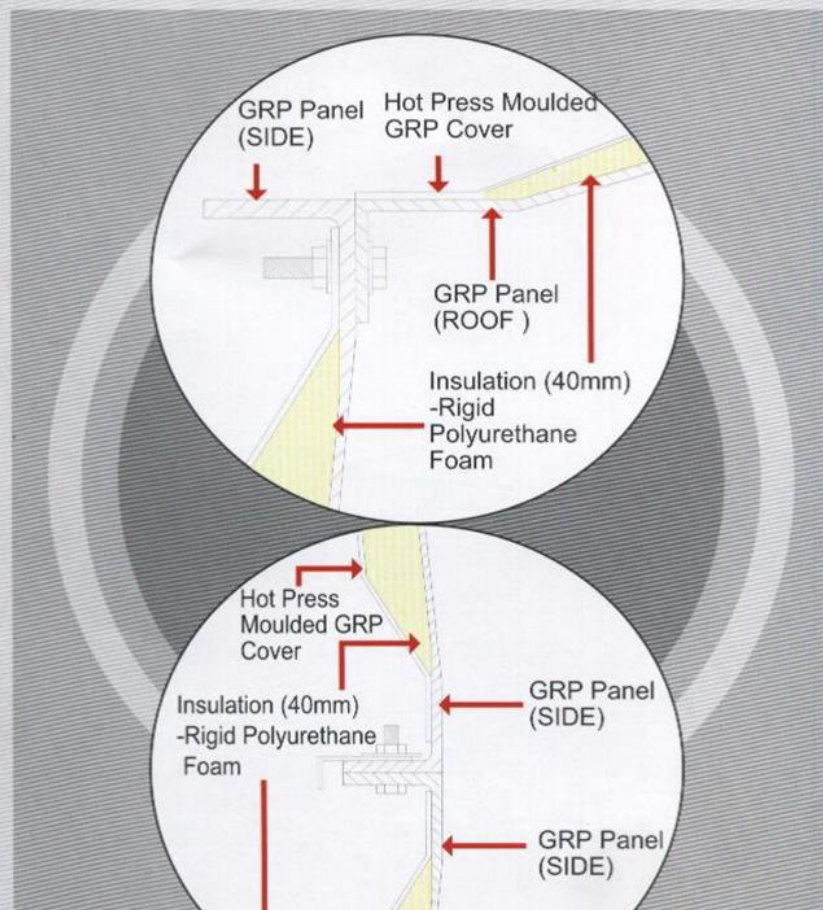 GRP Panel
(SIDE)
Hot Press Moulded
GRP Cover
GRP Panel
(ROOF )
Insulation (40mm)
-Rigid
Polyurethane
Foam
Hot Press
Moulded GRP
Cover
Insulation (40mm)
-Rigid Polyurethane
Foam
GRP Panel
(SIDE)
GRP Panel
(SIDE)